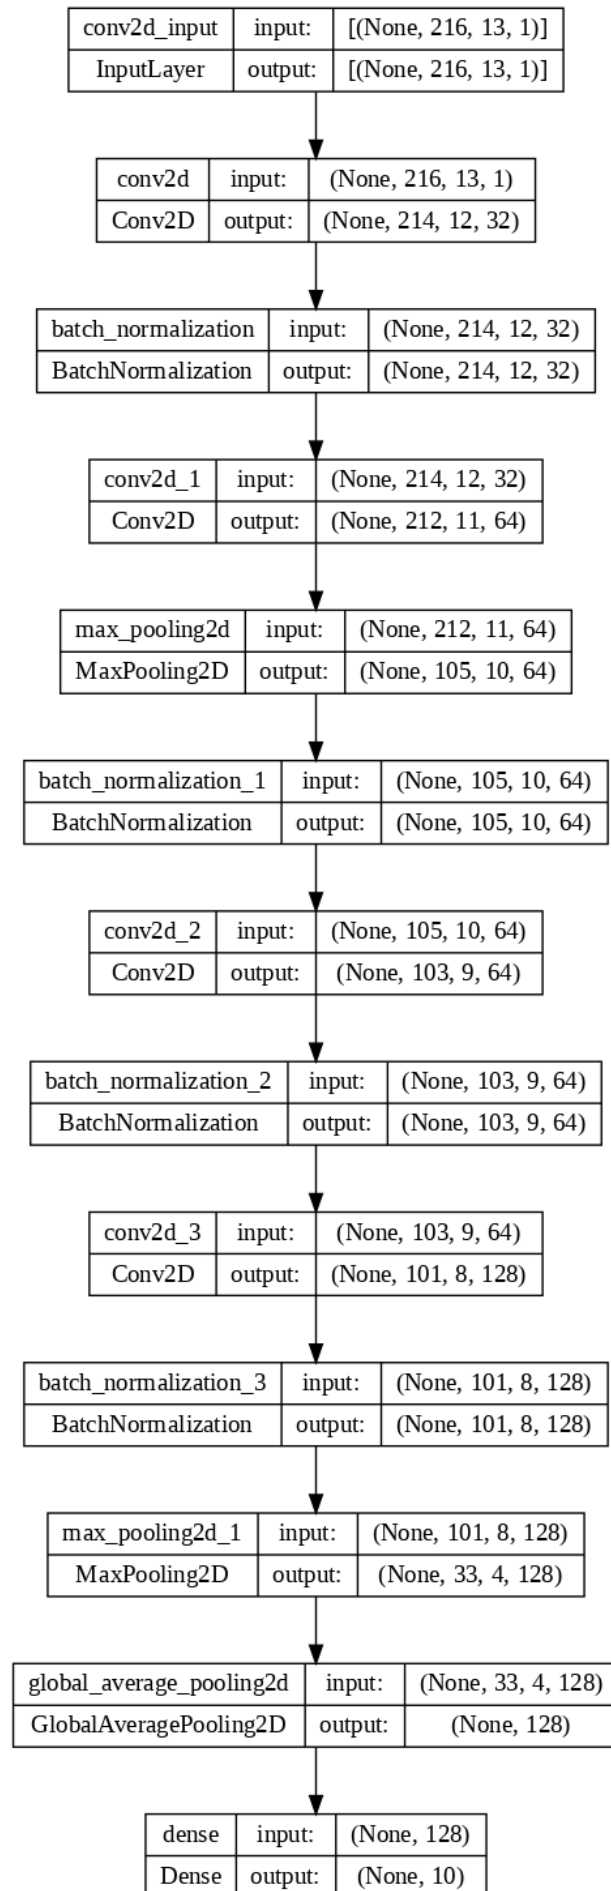 conv2d_input input: [(None, 216, 13, 1)]
InputLayer output: [(None, 216, 13, 1)]
conv2d input: (None, 216, 13, 1)
Conv2D output: (None, 214, 12, 32)
batch_normalization input: (None, 214, 12, 32)
BatchNormalization output: (None, 214, 12, 32)
conv2d_1 input: (None, 214, 12, 32)
Conv2D output: (None, 212, 11, 64)
max_pooling2d input: (None, 212, 11, 64)
MaxPooling2D output: (None, 105, 10, 64)
batch_normalization_1 input: (None, 105, 10, 64)
BatchNormalization output: (None, 105, 10, 64)
conv2d_2 input: (None, 105, 10, 64)
Conv2D output: (None, 103, 9, 64)
batch_normalization_2 input: (None, 103, 9, 64)
BatchNormalization output: (None, 103, 9, 64)
conv2d_3 input: (None, 103, 9, 64)
Conv2D output: (None, 101, 8, 128)
batch_normalization_3 input: (None, 101, 8, 128)
BatchNormalization output: (None, 101, 8, 128)
max_pooling2d_1 input: (None, 101, 8, 128)
MaxPooling2D output: (None, 33, 4, 128)
global_average_pooling2d input: (None, 33, 4, 128)
GlobalAveragePooling2D output: (None, 128)
dense input: (None, 128)
Dense output: (None, 10)